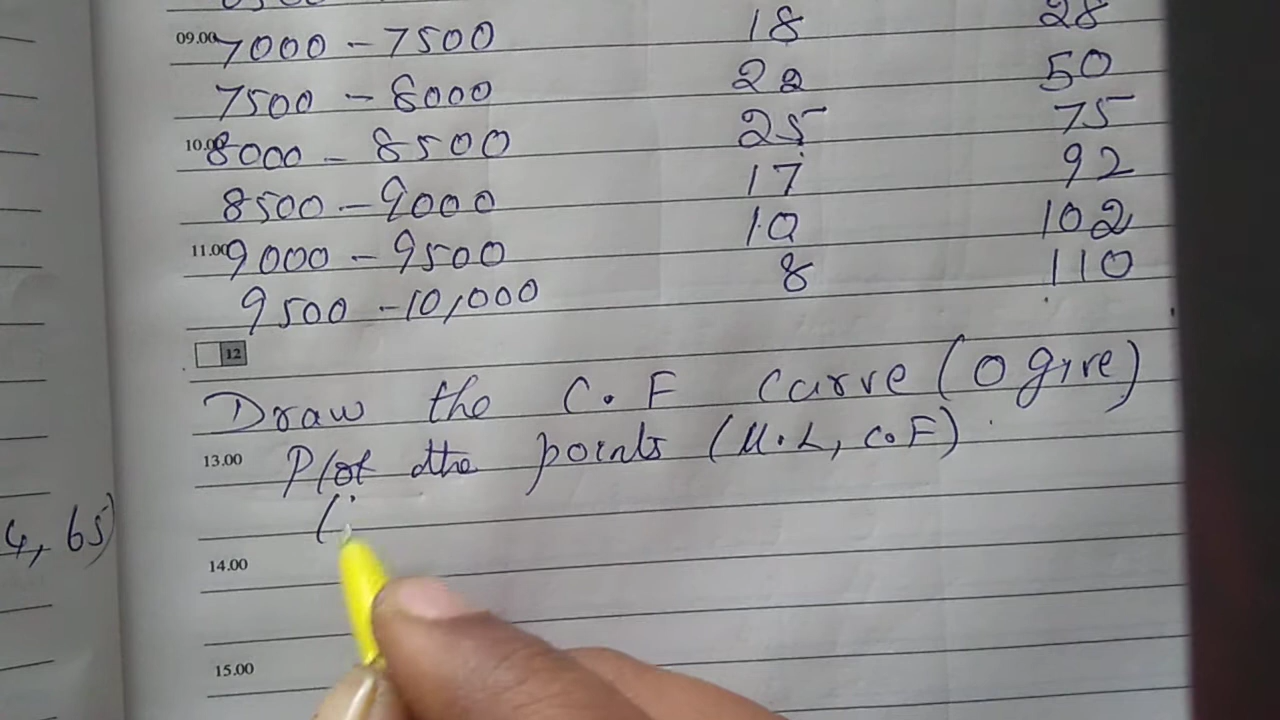 09.00 7000 - 7500 18 28
7500 - 8000 22 50
10.00 8000 - 8500 25 75
8500 - 9000 17 92
11.00 9000 - 9500 10 102
9500 - 10,000 8 110
12
Draw the C.F Curve (Ogive)
13.00 Plot the points (U.L, C.F)
4, 65)
(
14.00
15.00